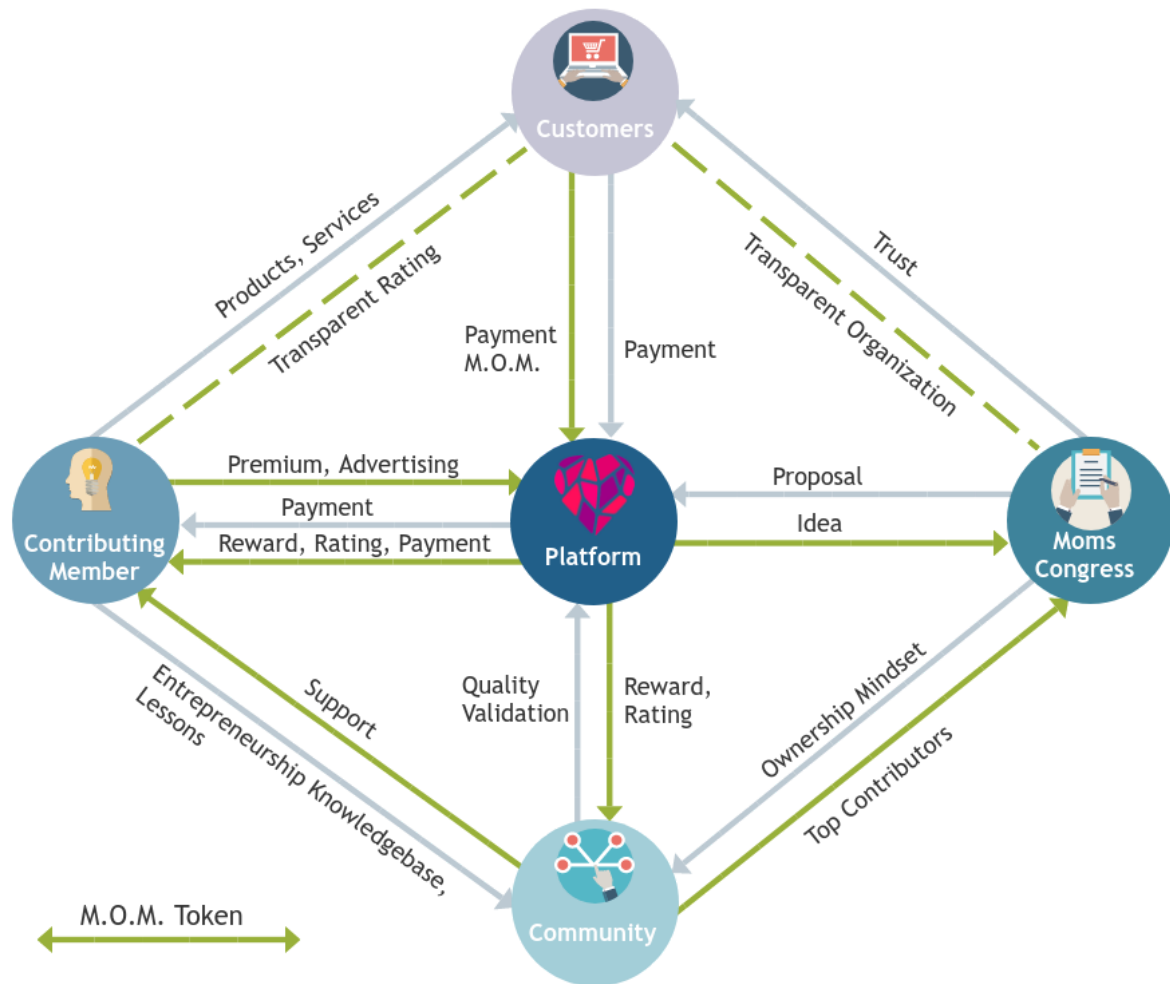 Customers
Products, Services
Transparent Rating
Trust
Transparent Organization
Payment
M.O.M.
Payment
Premium, Advertising
Payment
Reward, Rating, Payment
Contributing
Member
Platform
Proposal
Idea
Moms
Congress
Entrepreneurship Knowledgebase,
Lessons
Support
Quality
Validation
Reward,
Rating
Ownership Mindset
Top Contributors
Community
M.O.M. Token